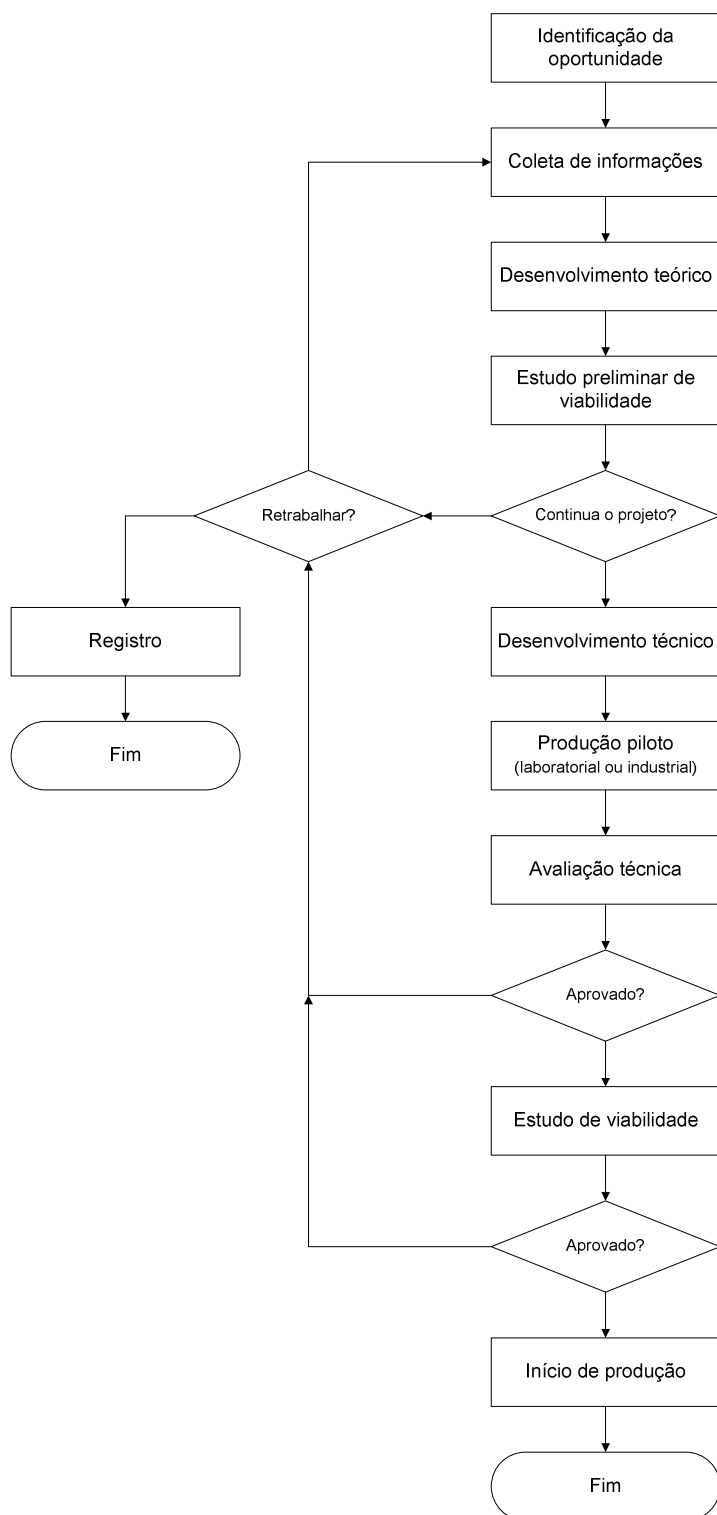 Identificação da
oportunidade
Coleta de informações
Desenvolvimento teórico
Estudo preliminar de
viabilidade
Retrabalhar?
Continua o projeto?
Registro
Desenvolvimento técnico
Fim
Produção piloto
(laboratorial ou industrial)
Avaliação técnica
Aprovado?
Estudo de viabilidade
Aprovado?
Início de produção
Fim